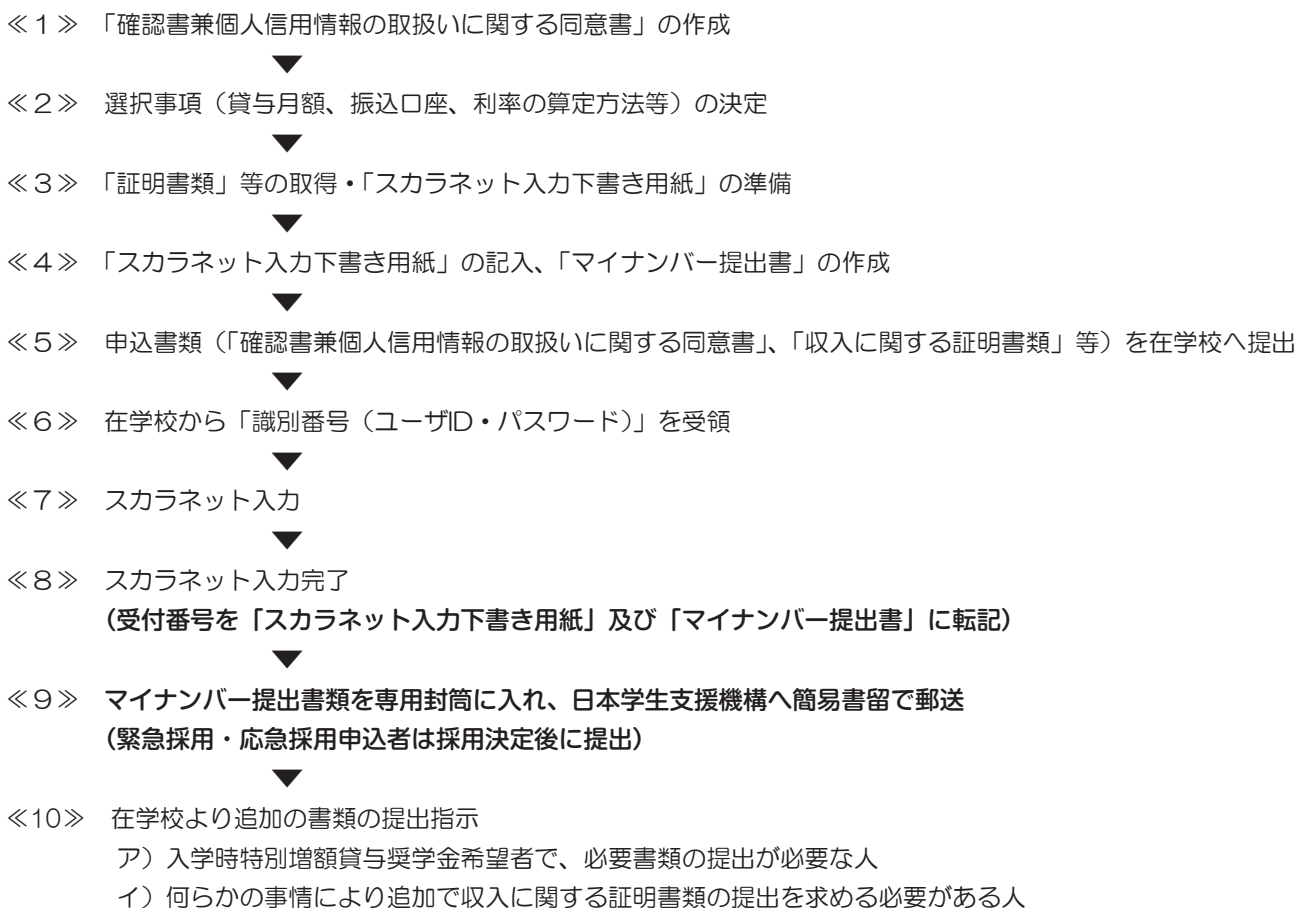 ≪１≫ 「確認書兼個人信用情報の取扱いに関する同意書」の作成
▼
≪２≫ 選択事項（貸与月額、振込口座、利率の算定方法等）の決定
▼
≪３≫ 「証明書類」等の取得・「スカラネット入力下書き用紙」の準備
▼
≪４≫ 「スカラネット入力下書き用紙」の記入、「マイナンバー提出書」の作成
▼
≪５≫ 申込書類（「確認書兼個人信用情報の取扱いに関する同意書」、「収入に関する証明書類」等）を在学校へ提出
▼
≪６≫ 在学校から「識別番号（ユーザID・パスワード）」を受領
▼
≪７≫ スカラネット入力
▼
≪８≫ スカラネット入力完了
（受付番号を「スカラネット入力下書き用紙」及び「マイナンバー提出書」に転記）
▼
≪９≫ マイナンバー提出書類を専用封筒に入れ、日本学生支援機構へ簡易書留で郵送
（緊急採用・応急採用申込者は採用決定後に提出）
▼
≪10≫ 在学校より追加の書類の提出指示
ア）入学時特別増額貸与奨学金希望者で、必要書類の提出が必要な人
イ）何らかの事情により追加で収入に関する証明書類の提出を求める必要がある人